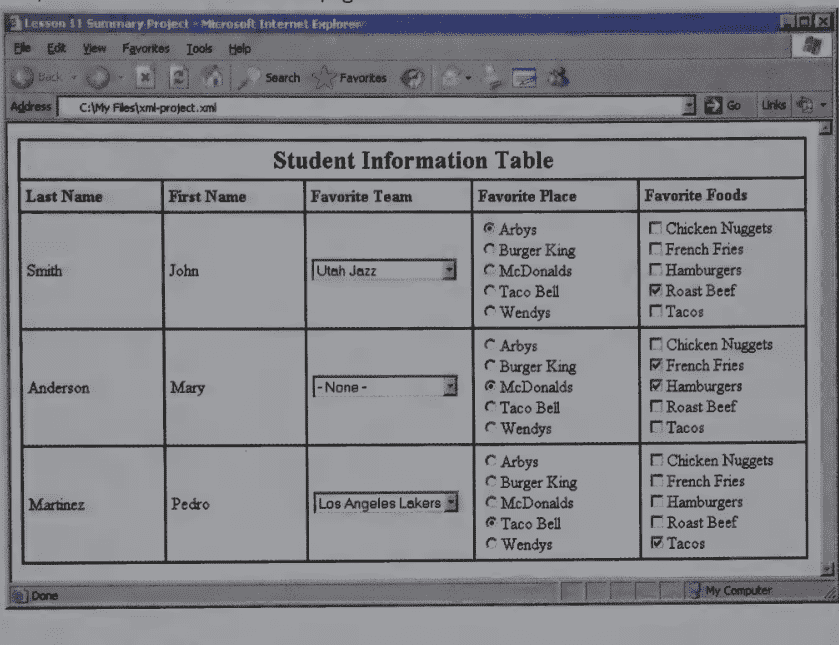 Lesson 11 Summary Project - Microsoft Internet Explorer
File Edit View Favorites Tools Help
Back Search Favorites
Address C:\My Files\xml-project.xml Go Links
Student Information Table
Last Name First Name Favorite Team Favorite Place Favorite Foods
Smith John Utah Jazz
Arbys
Burger King
McDonalds
Taco Bell
Wendys
Chicken Nuggets
French Fries
Hamburgers
Roast Beef
Tacos
Anderson Mary - None -
Arbys
Burger King
McDonalds
Taco Bell
Wendys
Chicken Nuggets
French Fries
Hamburgers
Roast Beef
Tacos
Martinez Pedro Los Angeles Lakers
Arbys
Burger King
McDonalds
Taco Bell
Wendys
Chicken Nuggets
French Fries
Hamburgers
Roast Beef
Tacos
Done My Computer